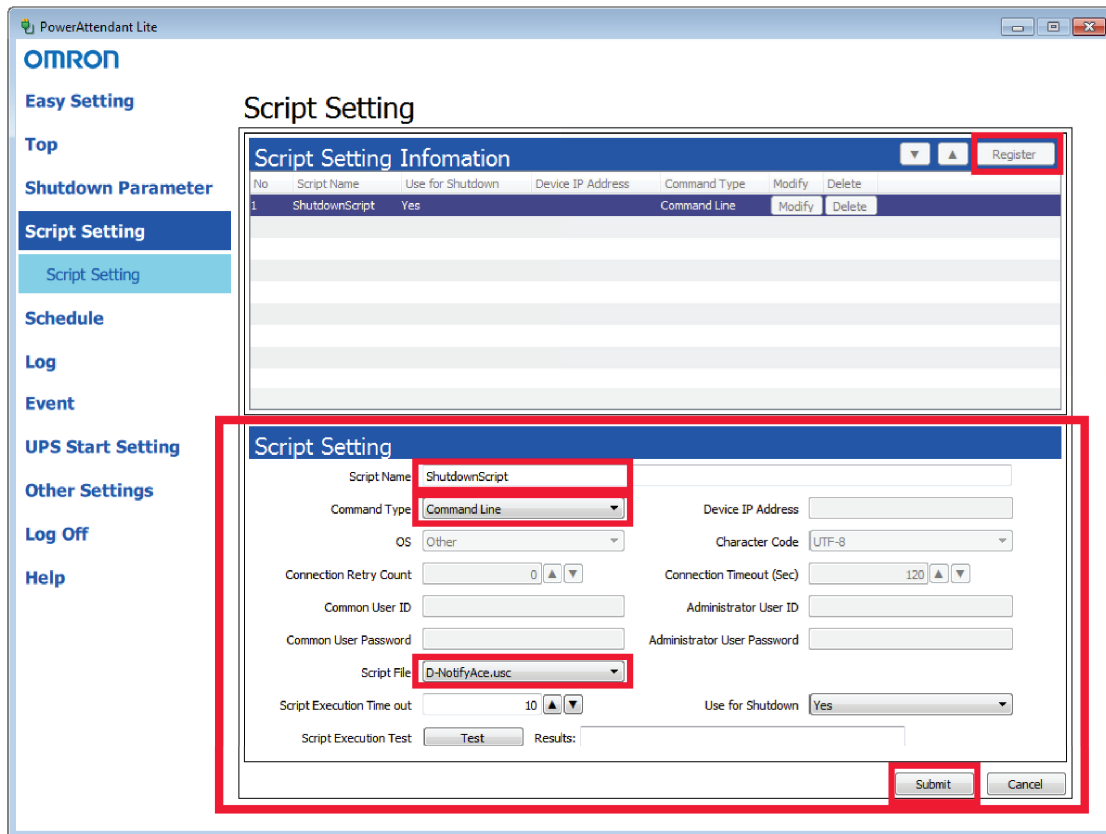 PowerAttendant Lite
OMRON
Easy Setting
Top
Shutdown Parameter
Script Setting
Script Setting
Schedule
Log
Event
UPS Start Setting
Other Settings
Log Off
Help
Script Setting
Script Setting Infomation
▼ ▲ Register
No Script Name Use for Shutdown Device IP Address Command Type Modify Delete
1 ShutdownScript Yes Command Line Modify Delete
Script Setting
Script Name ShutdownScript
Command Type Command Line Device IP Address
OS Other Character Code UTF-8
Connection Retry Count 0 ▲ ▼ Connection Timeout (Sec) 120 ▲ ▼
Common User ID Administrator User ID
Common User Password Administrator User Password
Script File D-NotifyAce.usc
Script Execution Time out 10 ▲ ▼ Use for Shutdown Yes
Script Execution Test Test Results:
Submit Cancel